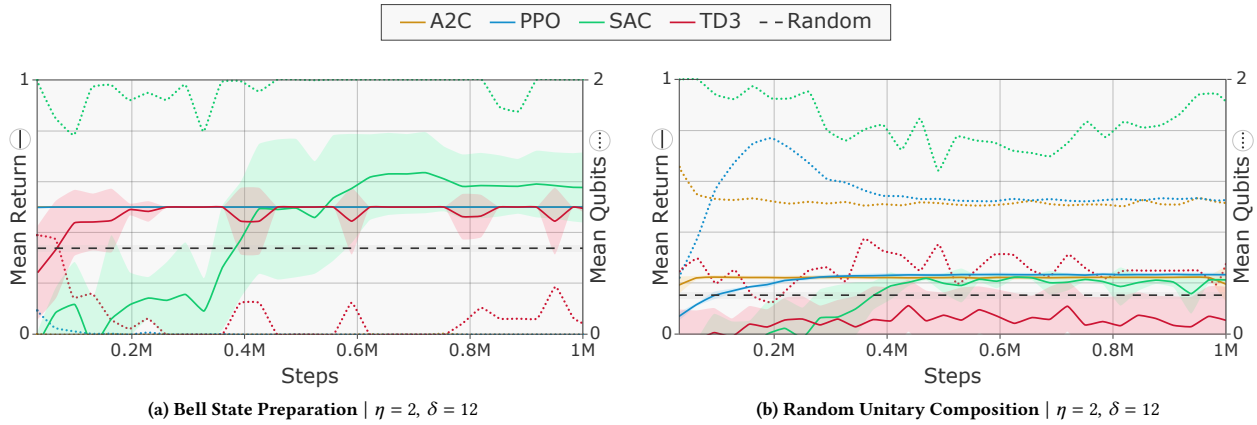 A2C PPO SAC TD3 Random
1
0
Mean Return (—)
2
0
Mean Qubits (···)
0.2M 0.4M 0.6M 0.8M 1M
Steps
(a) Bell State Preparation | η = 2, δ = 12
1
0
Mean Return (—)
2
0
Mean Qubits (···)
0.2M 0.4M 0.6M 0.8M 1M
Steps
(b) Random Unitary Composition | η = 2, δ = 12